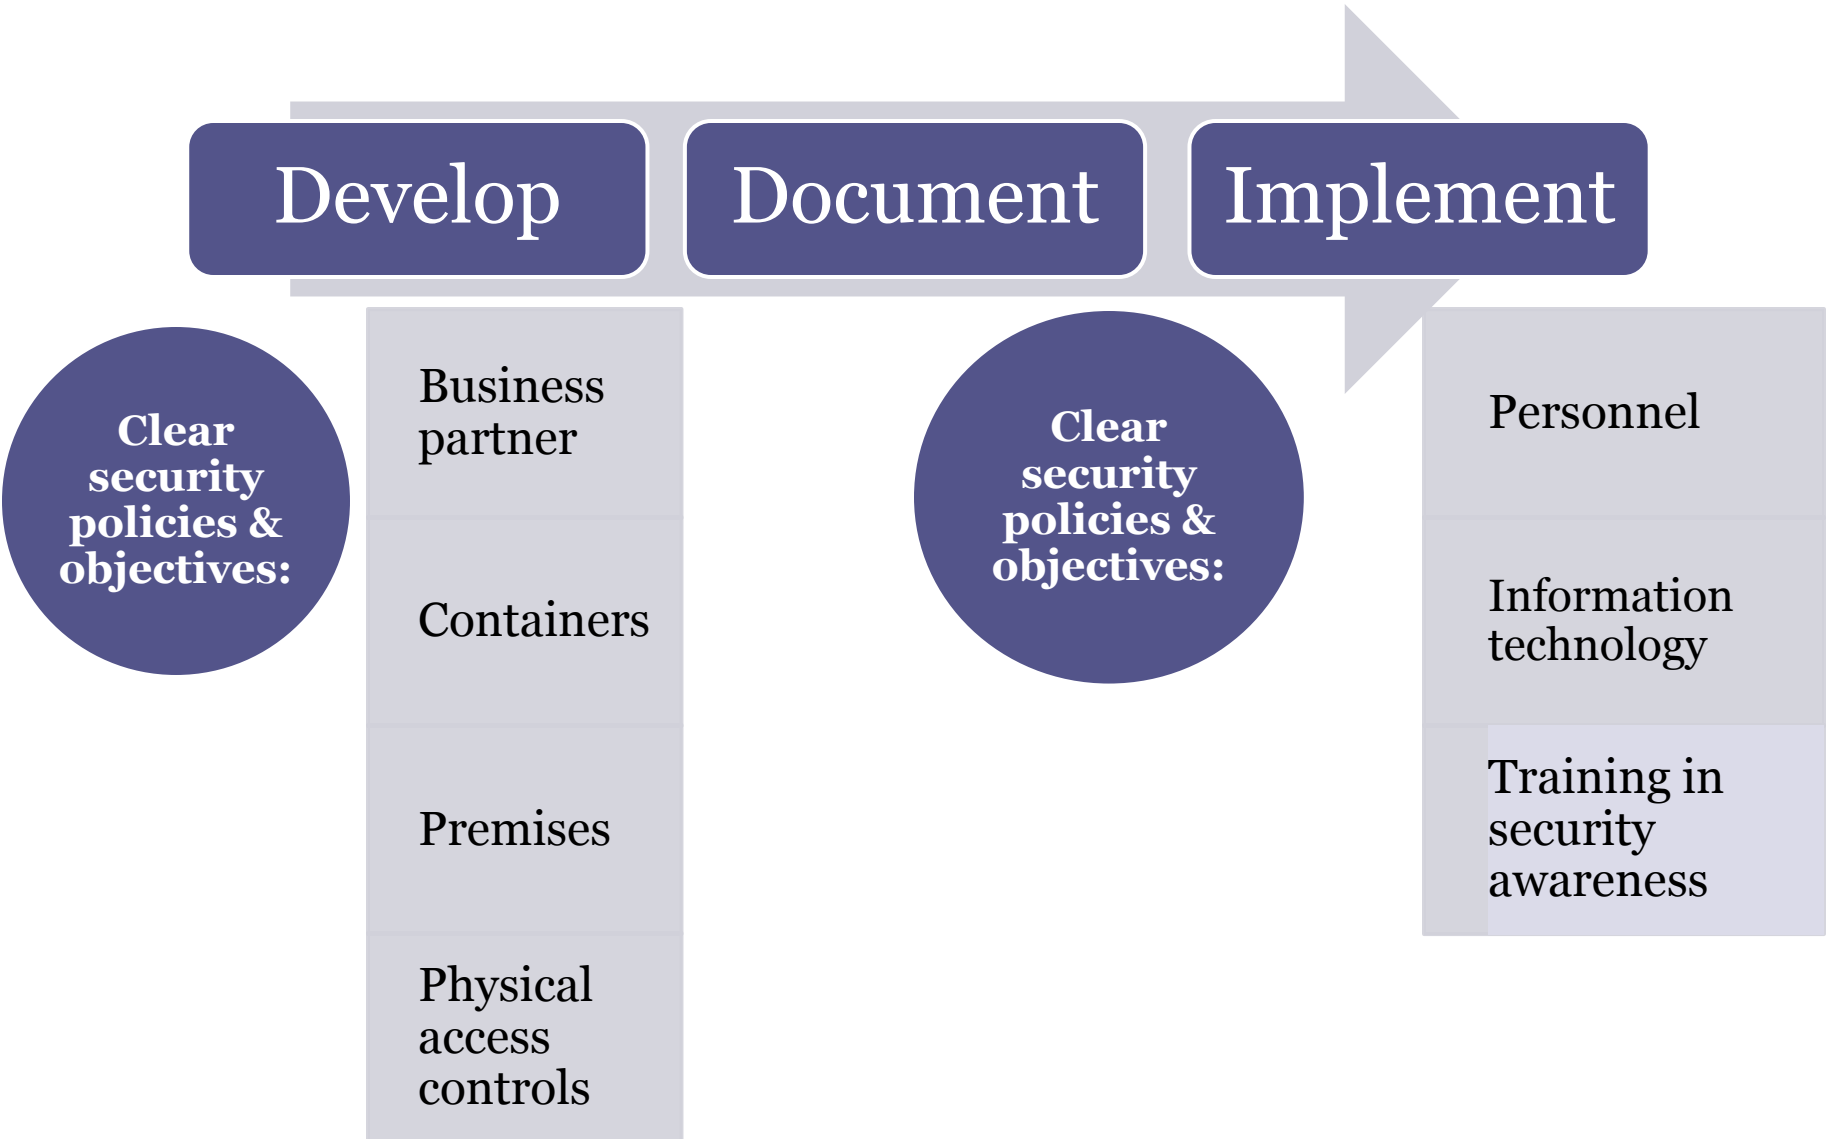 Develop
Document
Implement
Clear
security
policies &
objectives:
Business
partner
Containers
Premises
Physical
access
controls
Clear
security
policies &
objectives:
Personnel
Information
technology
Training in
security
awareness